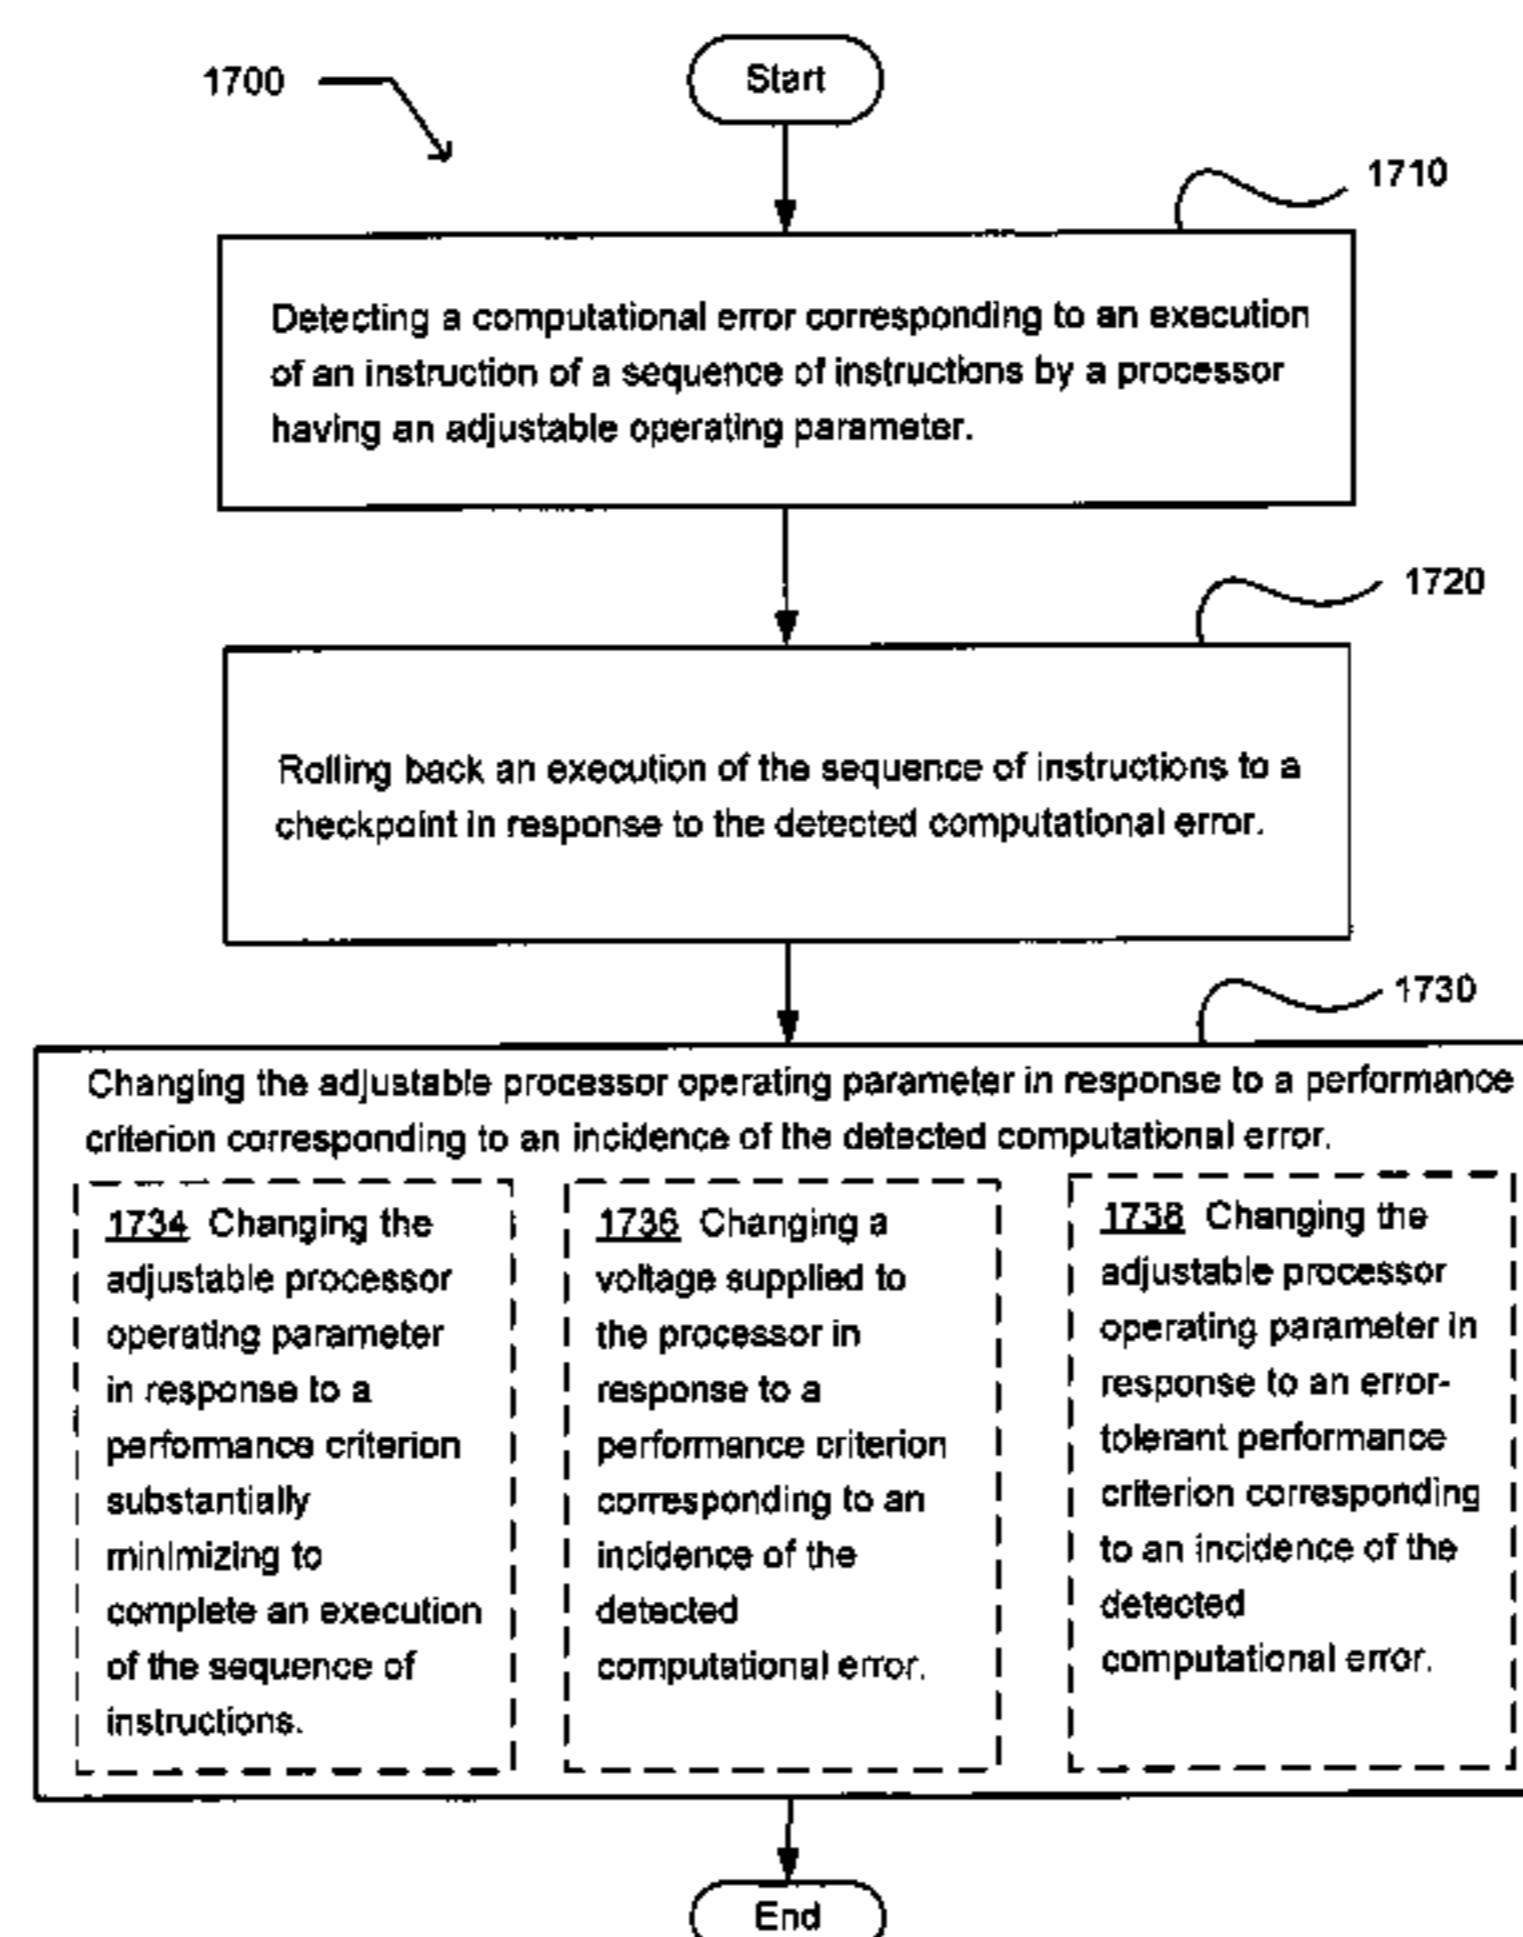 1700
Start
1710
Detecting a computational error corresponding to an execution
of an instruction of a sequence of instructions by a processor
having an adjustable operating parameter.
1720
Rolling back an execution of the sequence of instructions to a
checkpoint in response to the detected computational error.
1730
Changing the adjustable processor operating parameter in response to a performance
criterion corresponding to an incidence of the detected computational error.
1734 Changing the
adjustable processor
operating parameter
in response to a
performance criterion
substantially
minimizing to
complete an execution
of the sequence of
instructions.
1736 Changing a
voltage supplied to
the processor in
response to a
performance criterion
corresponding to an
incidence of the
detected
computational error.
1738 Changing the
adjustable processor
operating parameter in
response to an error-
tolerant performance
criterion corresponding
to an incidence of the
detected
computational error.
End